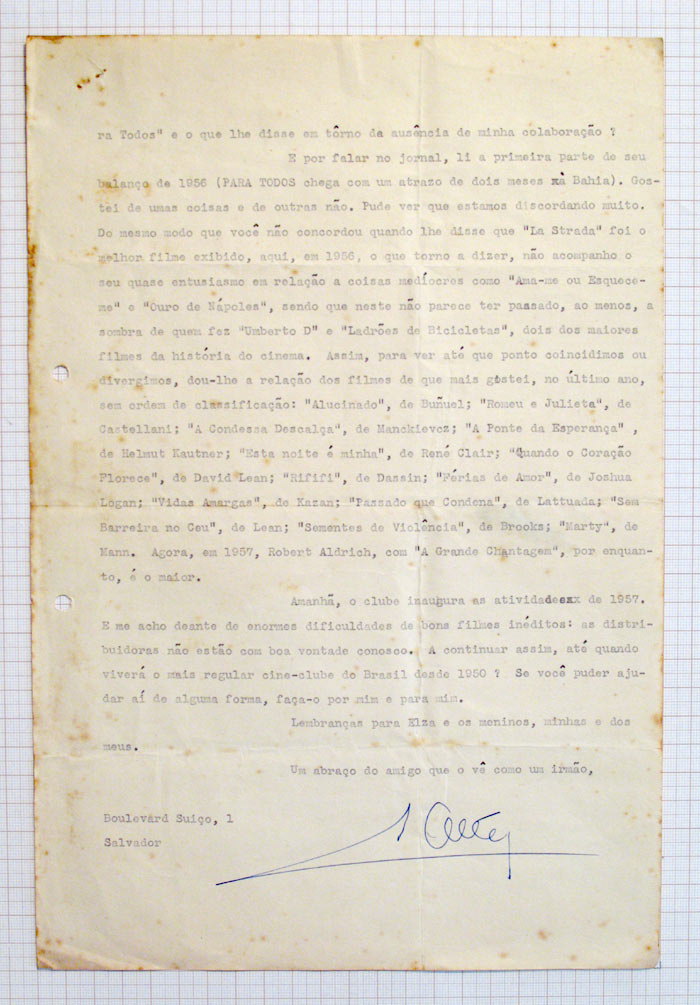 ra Todos" e o que lhe disse em tôrno da ausência de minha colaboração ?
E por falar no jornal, li a primeira parte de seu
balanço de 1956 (PARA TODOS chega com um atrazo de dois meses xà Bahia). Gos-
tei de umas coisas e de outras não. Pude ver que estamos discordando muito.
Do mesmo modo que você não concordou quando lhe disse que "La Strada" foi o
melhor filme exibido, aqui, em 1956, o que torno a dizer, não acompanho o
seu quase entusiasmo em relação a coisas medíocres como "Ama-me ou Esquece-
me" e "Ouro de Nápoles", sendo que neste não parece ter passado, ao menos, a
sombra de quem fez "Umberto D" e "Ladrões de Bicicletas", dois dos maiores
filmes da história do cinema. Assim, para ver até que ponto coincidimos ou
divergimos, dou-lhe a relação dos filmes de que mais gostei, no último ano,
sem ordem de classificação: "Alucinado", de Buñuel; "Romeu e Julieta", de
Castellani; "A Condessa Descalça", de Manckievcz; "A Ponte da Esperança" ,
de Helmut Kautner; "Esta noite é minha", de René Clair; "Quando o Coração
Florece", de David Lean; "Rififi", de Dassin; "Férias de Amor", de Joshua
Logan; "Vidas Amargas", de Kazan; "Passado que Condena", de Lattuada; "Sem
Barreira no Ceu", de Lean; "Sementes de Violência", de Brooks; "Marty", de
Mann. Agora, em 1957, Robert Aldrich, com "A Grande Chantagem", por enquan-
to, é o maior.
Amanhã, o clube inaugura as atividadesxx de 1957.
E me acho deante de enormes dificuldades de bons filmes inéditos: as distri-
buidoras não estão com boa vontade conosco. A continuar assim, até quando
viverá o mais regular cine-clube do Brasil desde 1950 ? Se você puder aju-
dar aí de alguma forma, faça-o por mim e para mim.
Lembranças para Elza e os meninos, minhas e dos
meus.
Um abraço do amigo que o vê como um irmão,
Boulevard Suiço, 1
Salvador